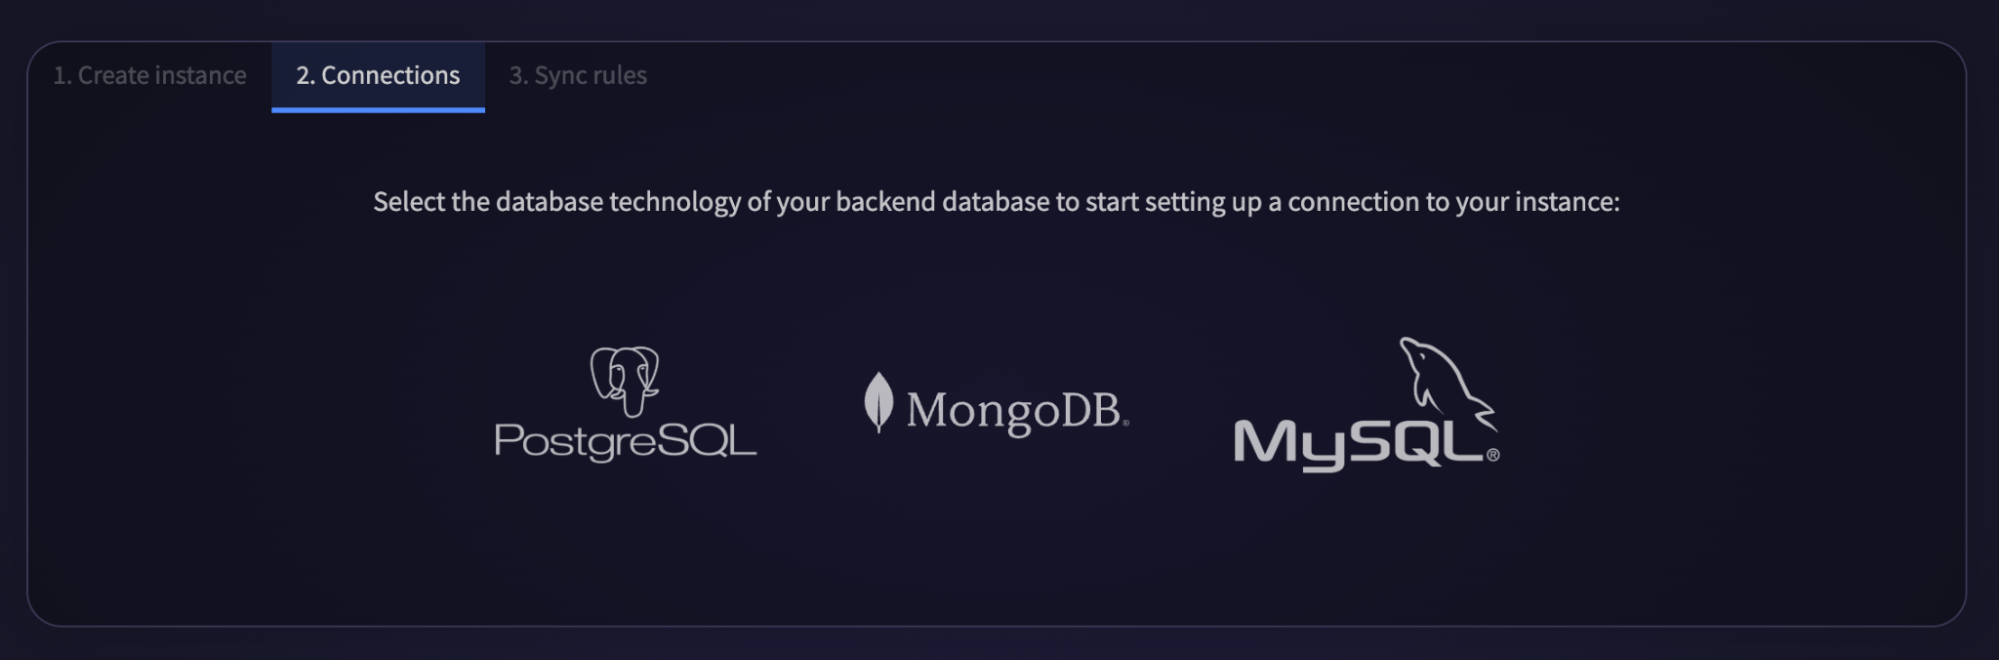 1. Create instance
2. Connections
3. Sync rules
Select the database technology of your backend database to start setting up a connection to your instance:
PostgreSQL
MongoDB®
MySQL®